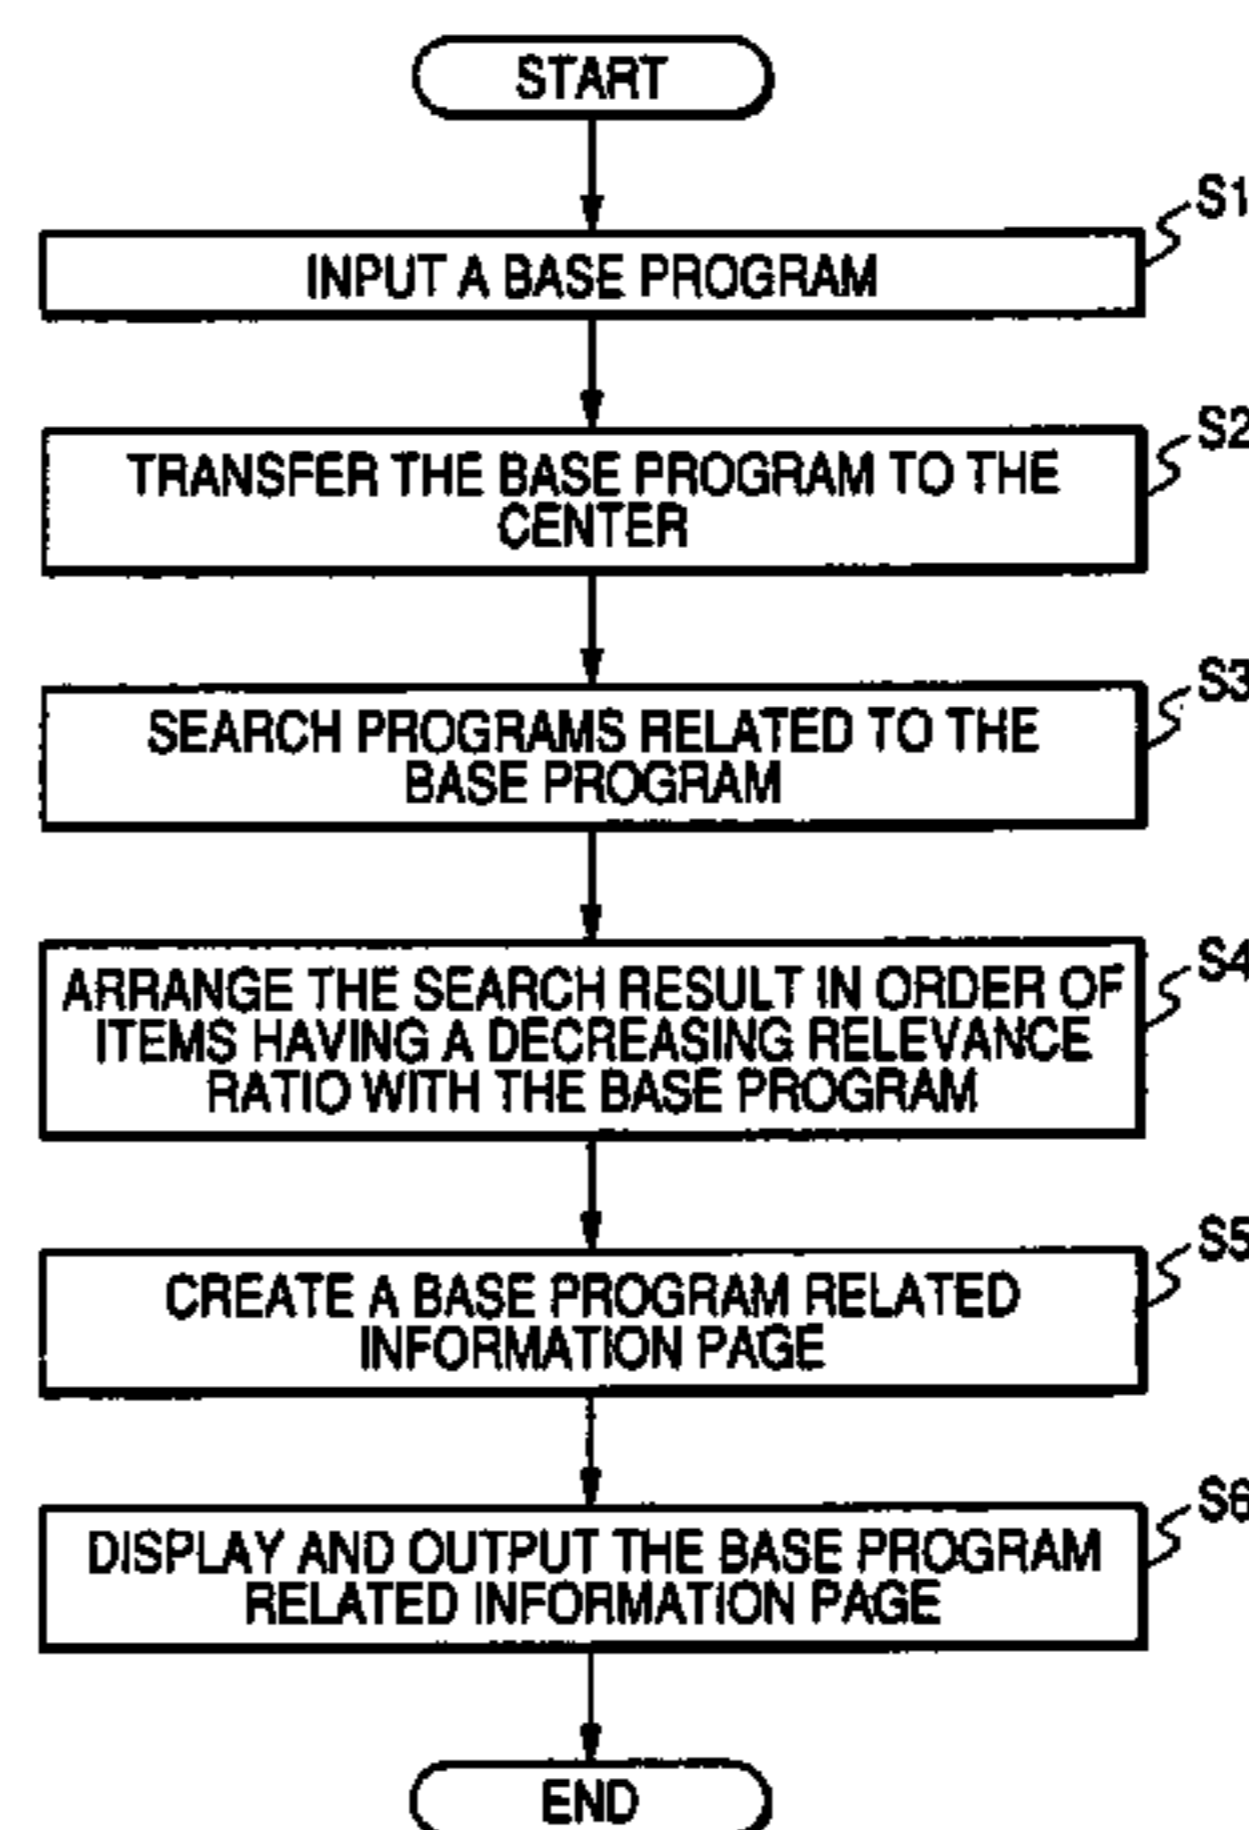 START
S1
INPUT A BASE PROGRAM
S2
TRANSFER THE BASE PROGRAM TO THE
CENTER
S3
SEARCH PROGRAMS RELATED TO THE
BASE PROGRAM
S4
ARRANGE THE SEARCH RESULT IN ORDER OF
ITEMS HAVING A DECREASING RELEVANCE
RATIO WITH THE BASE PROGRAM
S5
CREATE A BASE PROGRAM RELATED
INFORMATION PAGE
S6
DISPLAY AND OUTPUT THE BASE PROGRAM
RELATED INFORMATION PAGE
END